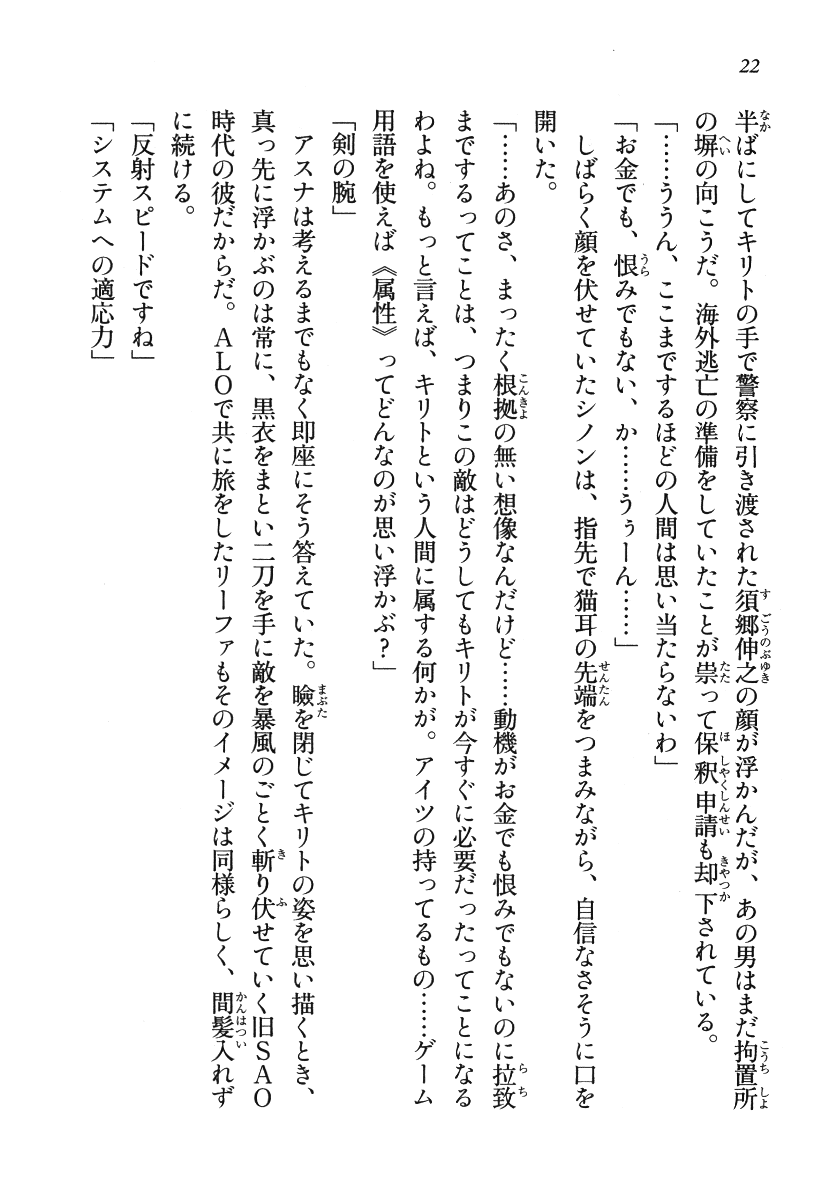 22
半ばにしてキリトの手で警察に引き渡された須郷伸之の顔が浮かんだが、あの男はまだ拘置所
の塀の向こうだ。海外逃亡の準備をしていたことが祟って保釈申請も却下されている。
「……ううん、ここまでするほどの人間は思い当たらないわ」
「お金でも、恨みでもない、か……うぅーん……」
　しばらく顔を伏せていたシノンは、指先で猫耳の先端をつまみながら、自信なさそうに口を
開いた。
「……あのさ、まったく根拠の無い想像なんだけど……動機がお金でも恨みでもないのに拉致
までするってことは、つまりこの敵はどうしてもキリトが今すぐに必要だったってことになる
わよね。もっと言えば、キリトという人間に属する何かが。アイツの持ってるもの……ゲーム
用語を使えば《属性》ってどんなのが思い浮かぶ？」
「剣の腕」
　アスナは考えるまでもなく即座にそう答えていた。瞼を閉じてキリトの姿を思い描くとき、
真っ先に浮かぶのは常に、黒衣をまとい二刀を手に敵を暴風のごとく斬り伏せていく旧ＳＡＯ
時代の彼だからだ。ＡＬＯで共に旅をしたリーファもそのイメージは同様らしく、間髪入れず
に続ける。
「反射スピードですね」
「システムへの適応力」